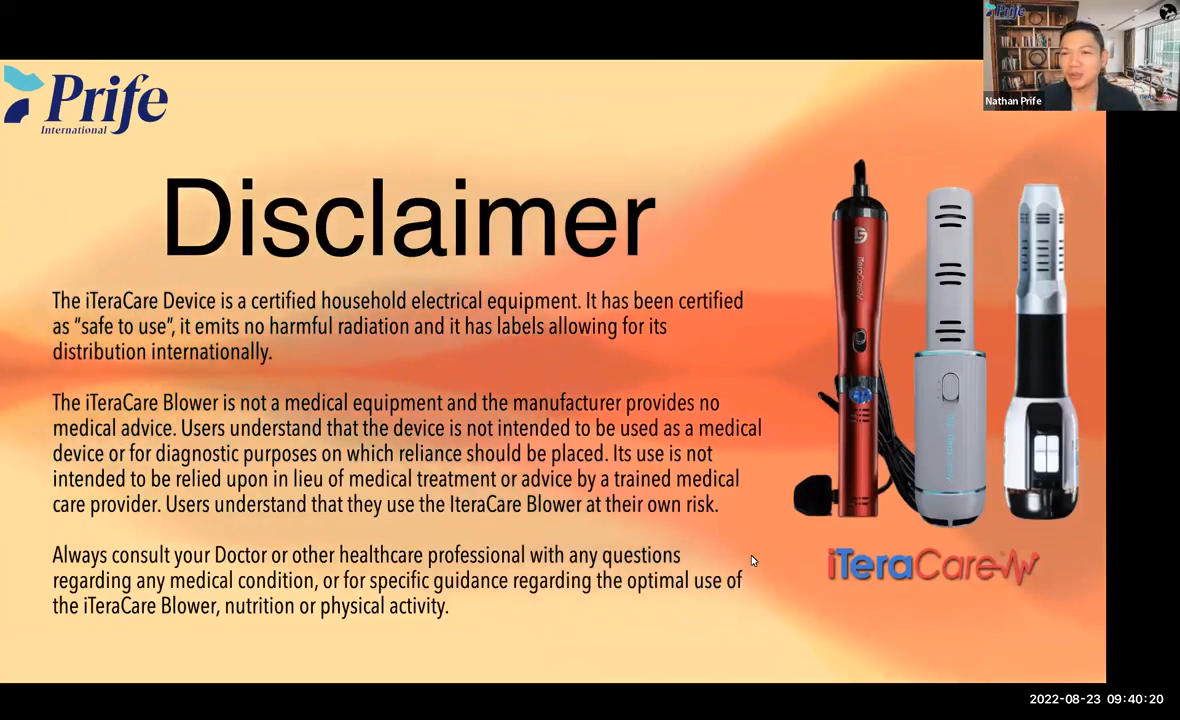 Prife
International
Prife
Nathan Prife
Disclaimer
The iTeraCare Device is a certified household electrical equipment. It has been certified
as “safe to use”, it emits no harmful radiation and it has labels allowing for its
distribution internationally.
The iTeraCare Blower is not a medical equipment and the manufacturer provides no
medical advice. Users understand that the device is not intended to be used as a medical
device or for diagnostic purposes on which reliance should be placed. Its use is not
intended to be relied upon in lieu of medical treatment or advice by a trained medical
care provider. Users understand that they use the IteraCare Blower at their own risk.
Always consult your Doctor or other healthcare professional with any questions
regarding any medical condition, or for specific guidance regarding the optimal use of
the iTeraCare Blower, nutrition or physical activity.
iTeraCare
iTeraCare
2022-08-23 09:40:20